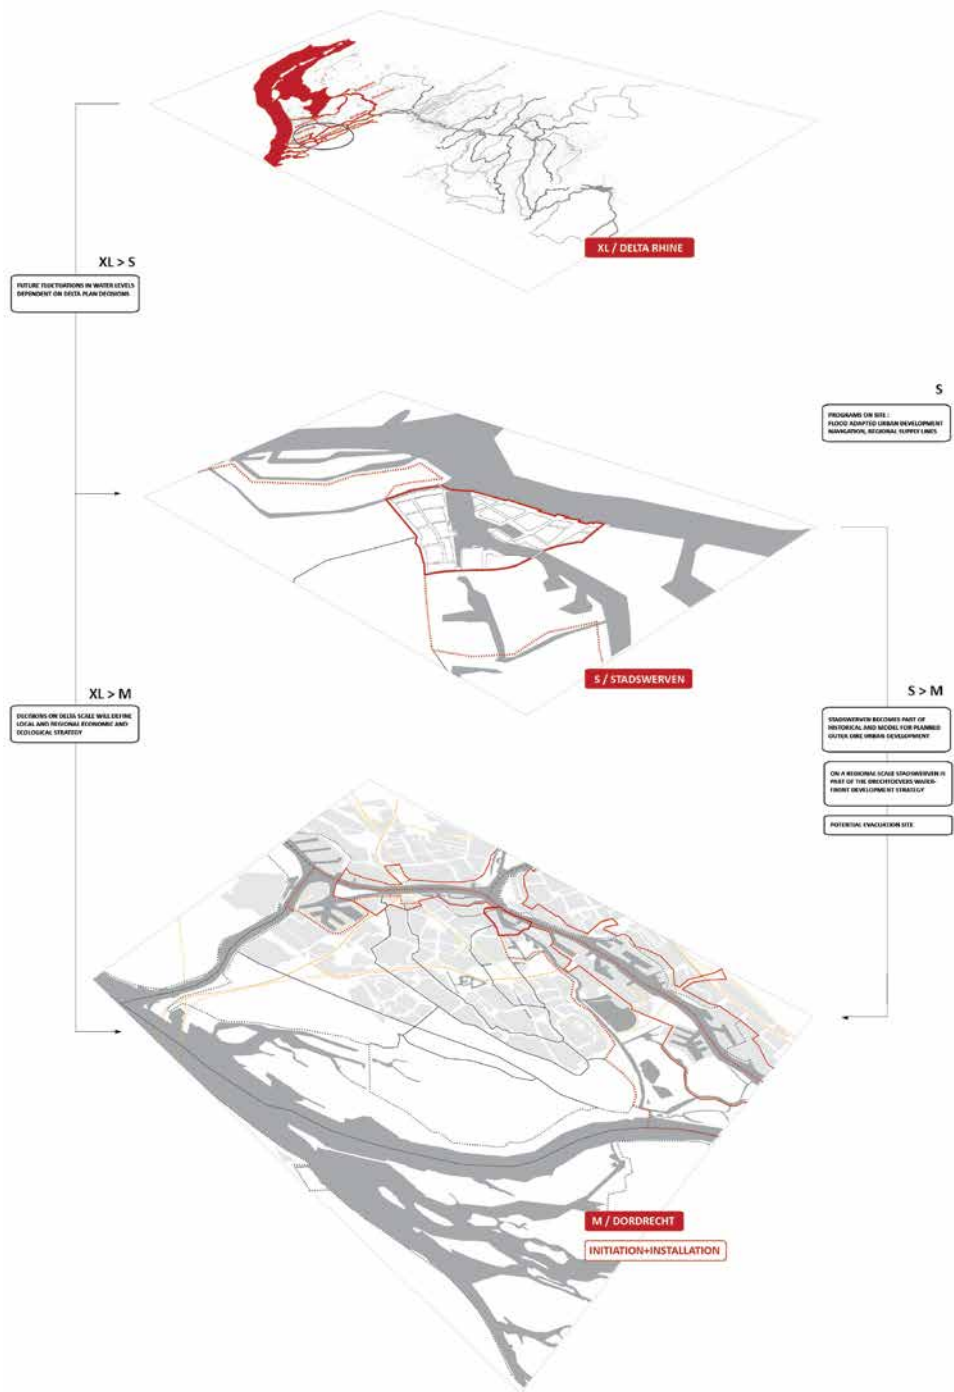 XL / DELTA RHINE
XL > S
FUTURE FLUCTUATIONS IN WATER LEVELS
DEPENDENT ON DELTA PLAN DECISIONS
S
PROGRAMS ON SITE :
FLOOD ADAPTED URBAN DEVELOPMENT
NAVIGATION, REGIONAL SUPPLY LINES
S / STADSWERVEN
XL > M
DECISIONS ON DELTA SCALE WILL DEFINE
LOCAL AND REGIONAL ECONOMIC AND
ECOLOGICAL STRATEGY
S > M
STADSWERVEN BECOMES PART OF
HISTORICAL AND MODEL FOR PLANNED
OUTER DIKE URBAN DEVELOPMENT
ON A REGIONAL SCALE STADSWERVEN IS
PART OF THE DRECHTOEVERS WATER-
FRONT DEVELOPMENT STRATEGY
POTENTIAL EVACUATION SITE
M / DORDRECHT
INITIATION+INSTALLATION